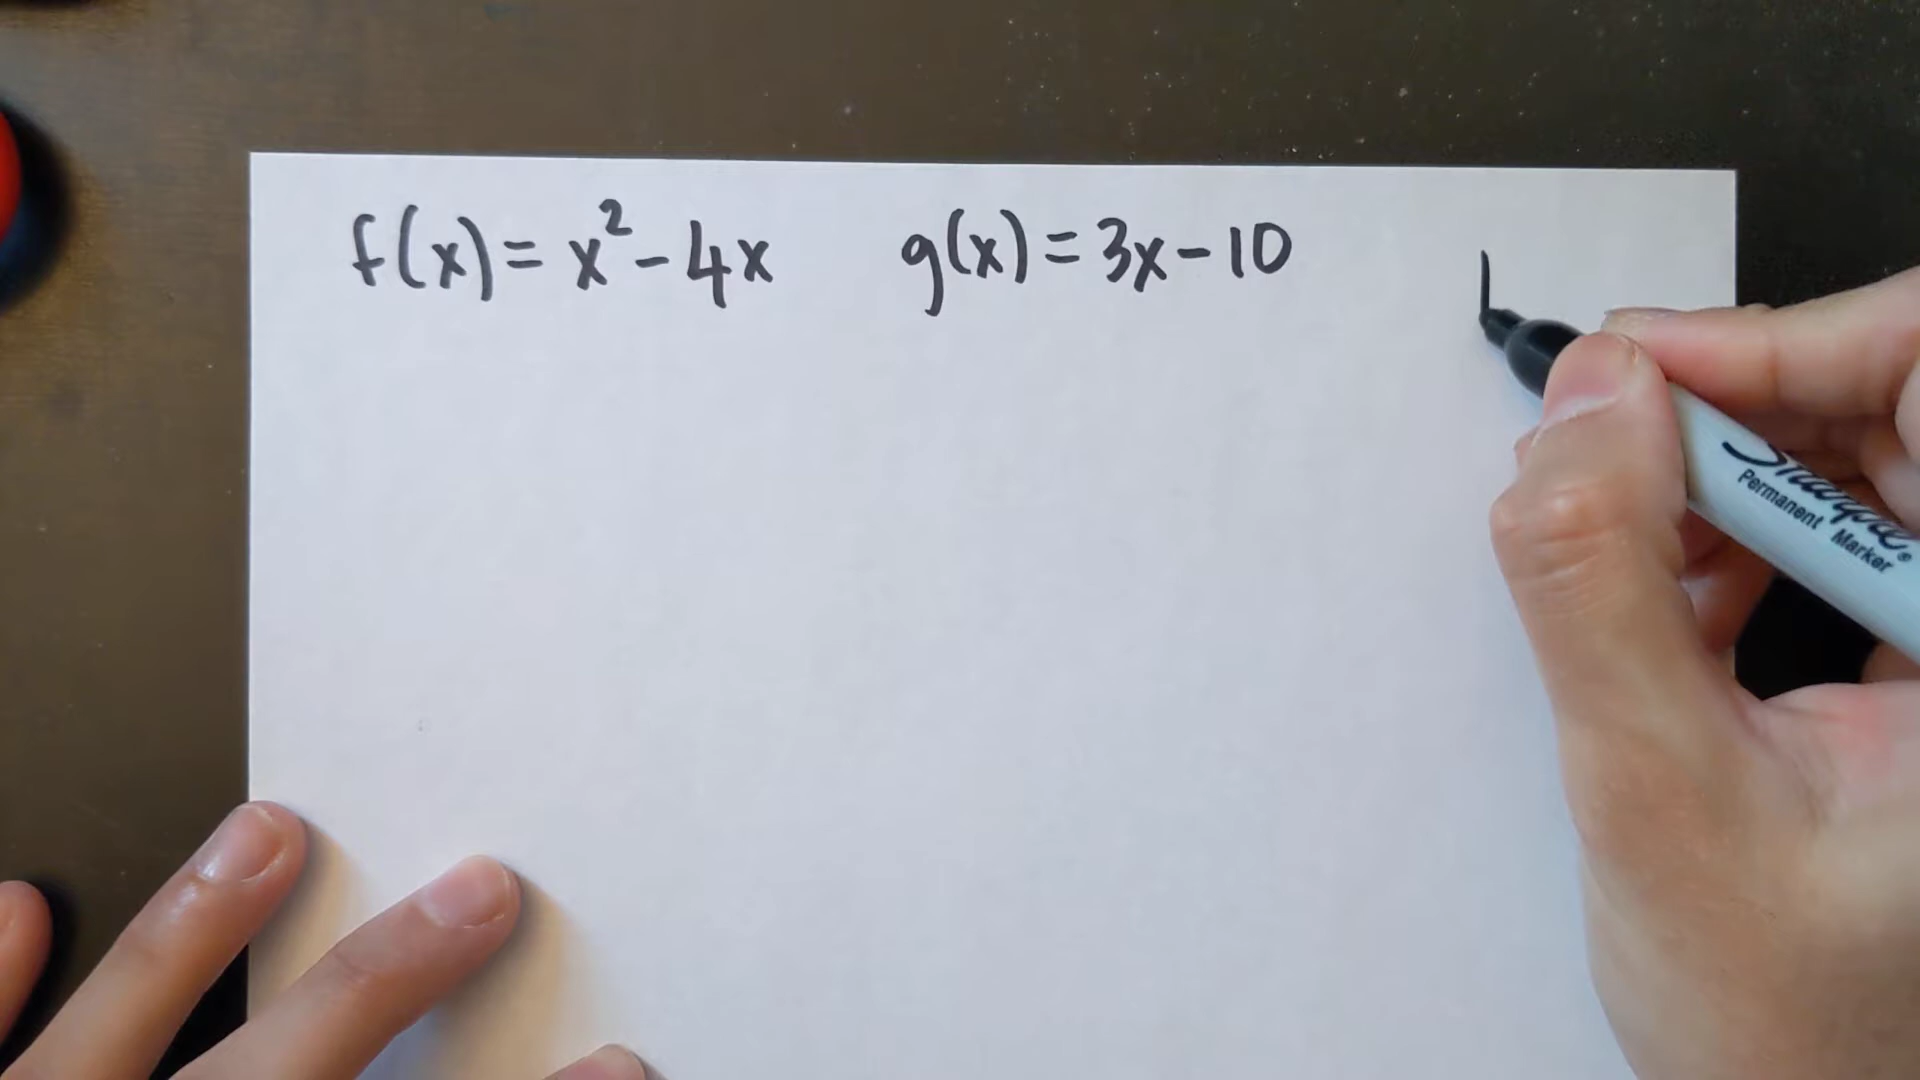 f(x) = x² - 4x g(x) = 3x - 10
Sharpie®
Permanent Marker